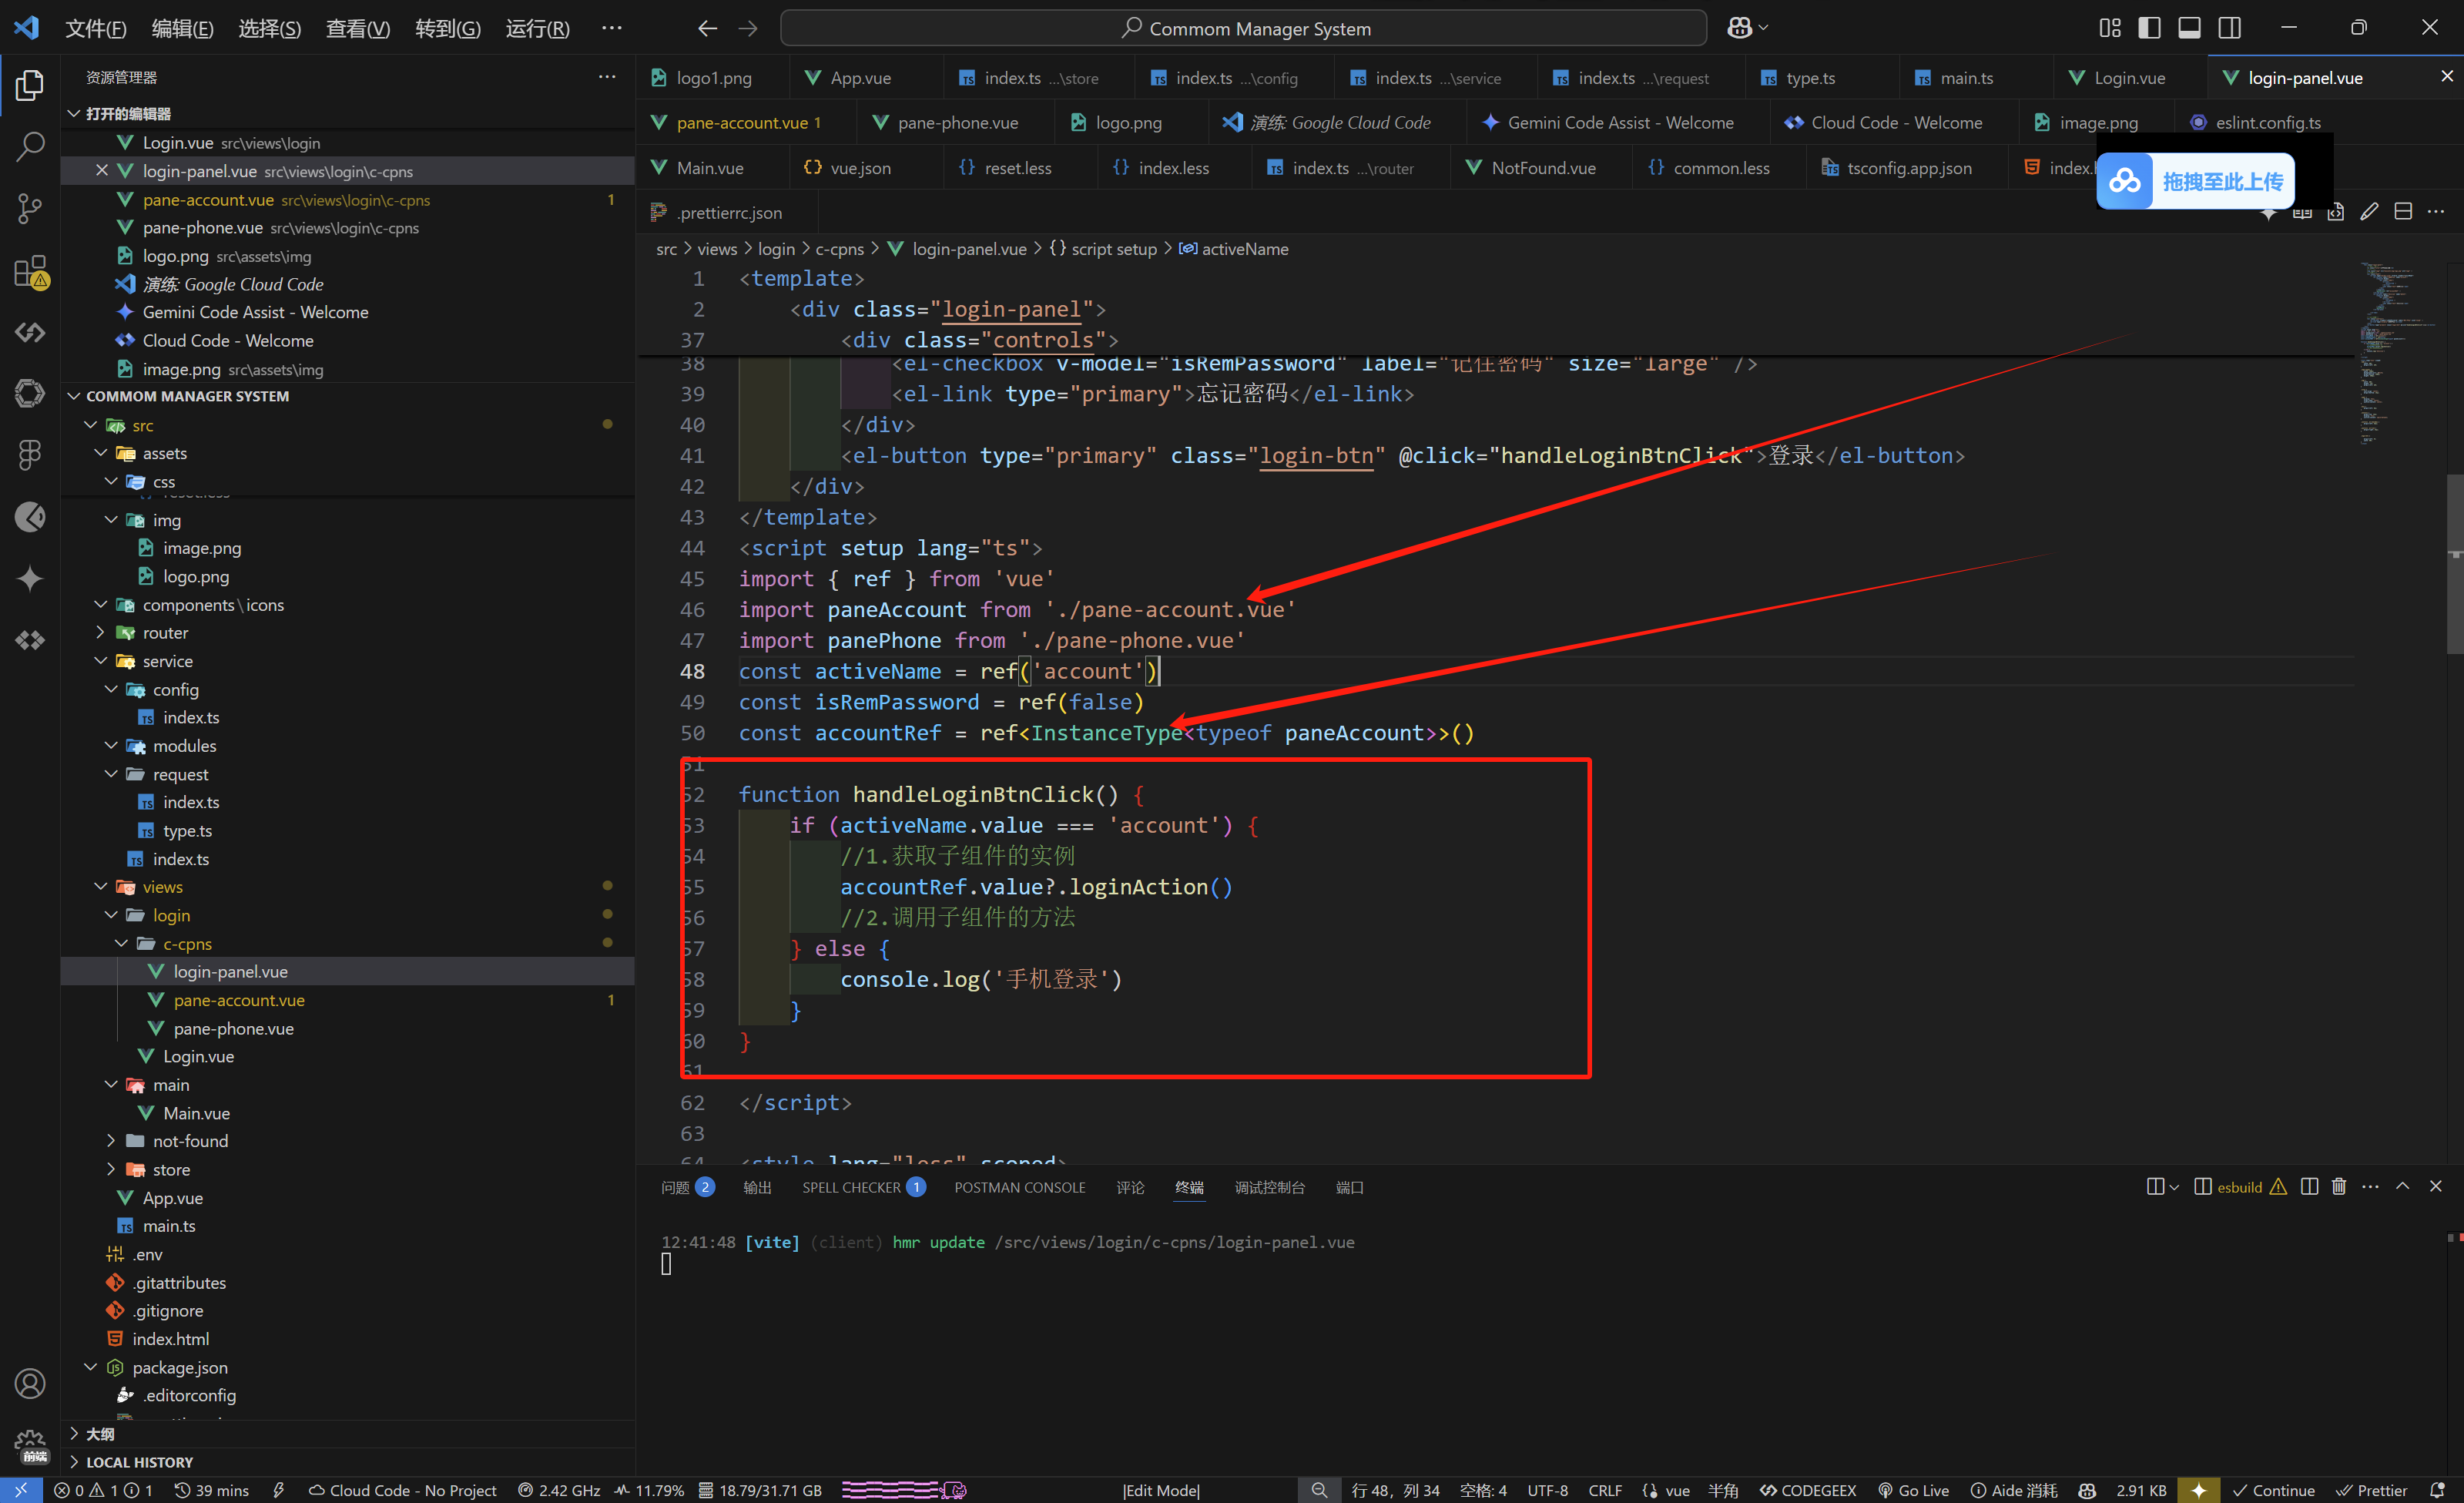 文件(F) 编辑(E) 选择(S) 查看(V) 转到(G) 运行(R) ··· Commom Manager System
资源管理器
打开的编辑器
Login.vue src\views\login
login-panel.vue src\views\login\c-cpns
pane-account.vue src\views\login\c-cpns 1
pane-phone.vue src\views\login\c-cpns
logo.png src\assets\img
演练: Google Cloud Code
Gemini Code Assist - Welcome
Cloud Code - Welcome
image.png src\assets\img
COMMOM MANAGER SYSTEM
src
assets
css
reset.less
img
image.png
logo.png
components\icons
router
service
config
index.ts
modules
request
index.ts
type.ts
index.ts
views
login
c-cpns
login-panel.vue
pane-account.vue 1
pane-phone.vue
Login.vue
main
Main.vue
not-found
store
App.vue
main.ts
.env
.gitattributes
.gitignore
index.html
package.json
.editorconfig
大纲
LOCAL HISTORY
前端
logo1.png App.vue index.ts ...\store index.ts ...\config index.ts ...\service index.ts ...\request type.ts main.ts Login.vue login-panel.vue
pane-account.vue 1 pane-phone.vue logo.png 演练: Google Cloud Code Gemini Code Assist - Welcome Cloud Code - Welcome image.png eslint.config.ts
Main.vue vue.json reset.less index.less index.ts ...\router NotFound.vue common.less tsconfig.app.json
拖拽至此上传
.prettierrc.json
src > views > login > c-cpns > login-panel.vue > {} script setup > activeName
1 <template>
2 <div class="login-panel">
37 <div class="controls">
38 <el-checkbox v-model="isRemPassword" label="记住密码" size="large" />
39 <el-link type="primary">忘记密码</el-link>
40 </div>
41 <el-button type="primary" class="login-btn" @click="handleLoginBtnClick">登录</el-button>
42 </div>
43 </template>
44 <script setup lang="ts">
45 import { ref } from 'vue'
46 import paneAccount from './pane-account.vue'
47 import panePhone from './pane-phone.vue'
48 const activeName = ref('account')
49 const isRemPassword = ref(false)
50 const accountRef = ref<InstanceType<typeof paneAccount>>()
51
52 function handleLoginBtnClick() {
53 if (activeName.value === 'account') {
54 //1.获取子组件的实例
55 accountRef.value?.loginAction()
56 //2.调用子组件的方法
57 } else {
58 console.log('手机登录')
59 }
60 }
61
62 </script>
63
64 <style lang="less" scoped>
问题 2 输出 SPELL CHECKER 1 POSTMAN CONSOLE 评论 终端 调试控制台 端口 esbuild
12:41:48 [vite] (client) hmr update /src/views/login/c-cpns/login-panel.vue
0 1 1 39 mins Cloud Code - No Project 2.42 GHz 11.79% 18.79/31.71 GB |Edit Mode| 行 48，列 34 空格: 4 UTF-8 CRLF {} vue 半角 CODEGEEX Go Live Aide 消耗 2.91 KB Continue Prettier